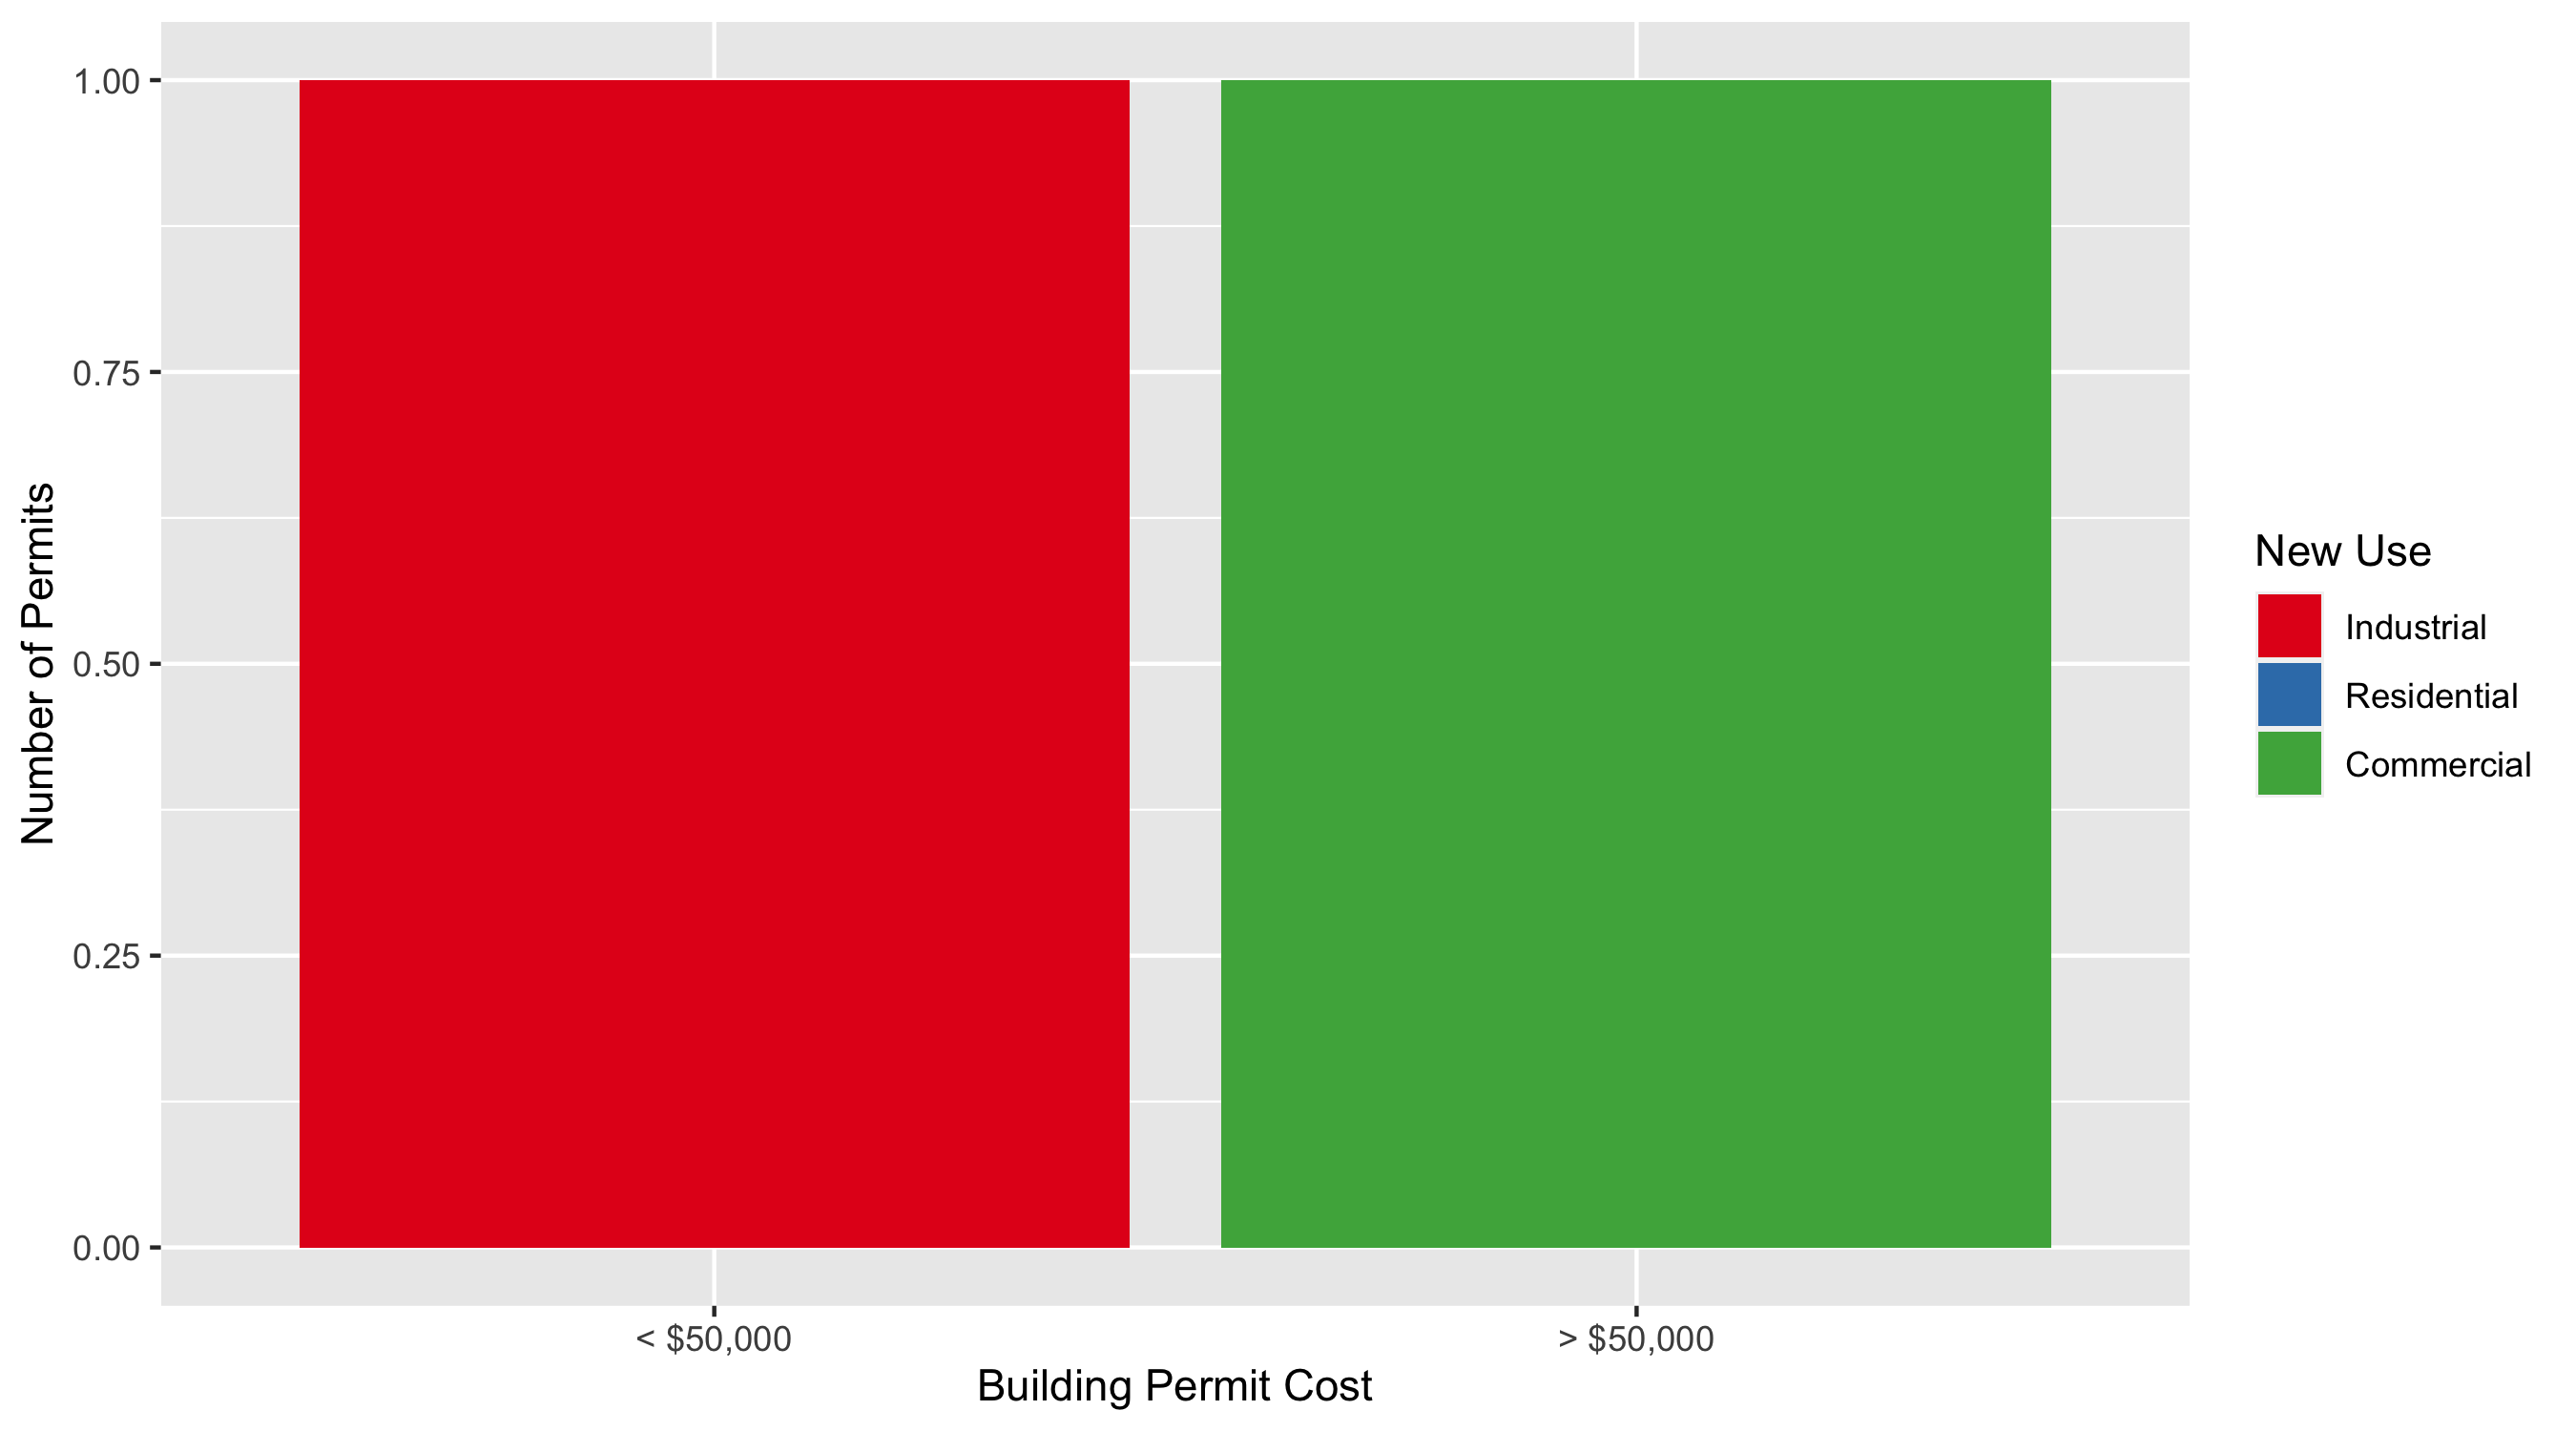 Number of Permits
1.00
0.75
0.50
0.25
0.00
< $50,000
> $50,000
Building Permit Cost
New Use
Industrial
Residential
Commercial